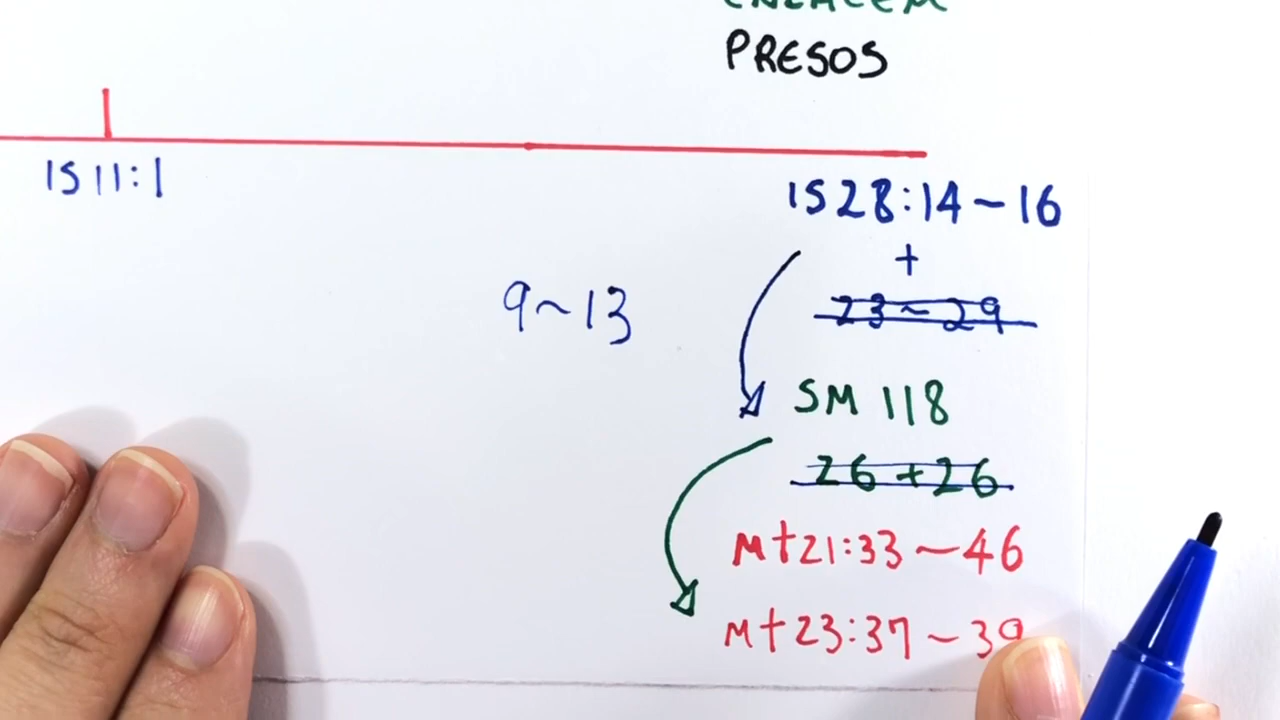 ENLACEM
PRESOS
IS 11:1
IS 28:14~16
+
23~29
9~13
SM 118
26+26
Mt 21:33~46
Mt 23:37~39